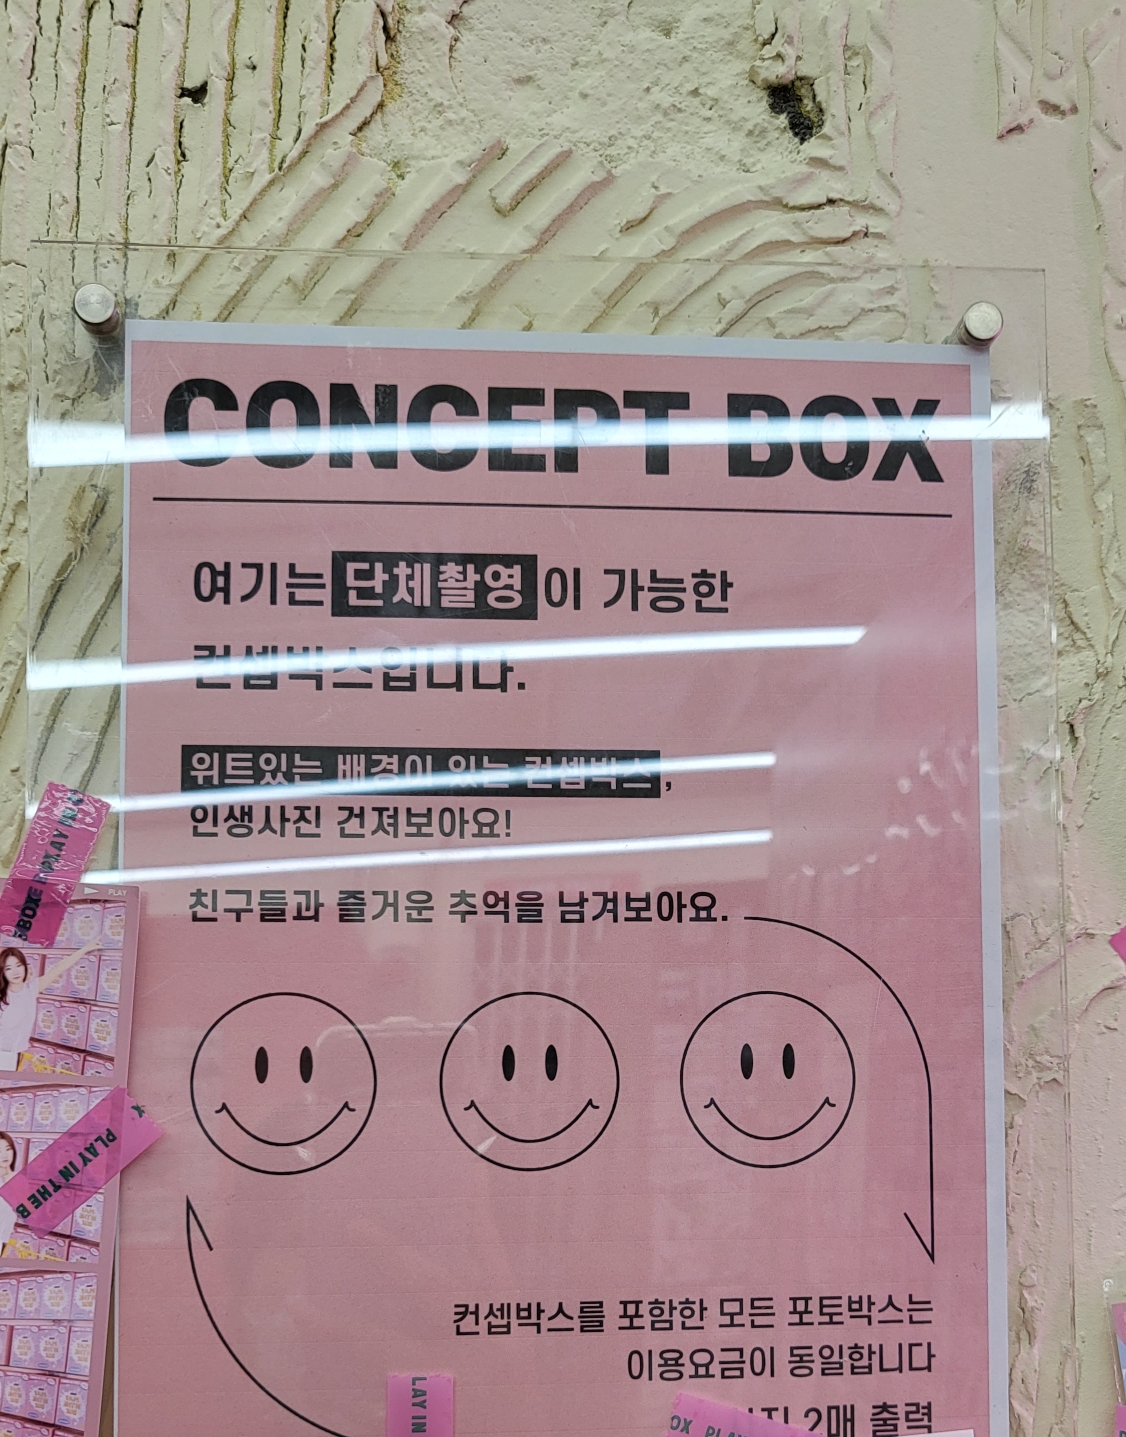 CONCEPT BOX
여기는 단체촬영이 가능한
컨셉박스입니다.
위트있는 배경이 있는 컨셉박스,
인생사진 건져보아요!
친구들과 즐거운 추억을 남겨보아요.
컨셉박스를 포함한 모든 포토박스는
이용요금이 동일합니다
2매 출력
PLAY
PLAY IN THE B
LAY IN